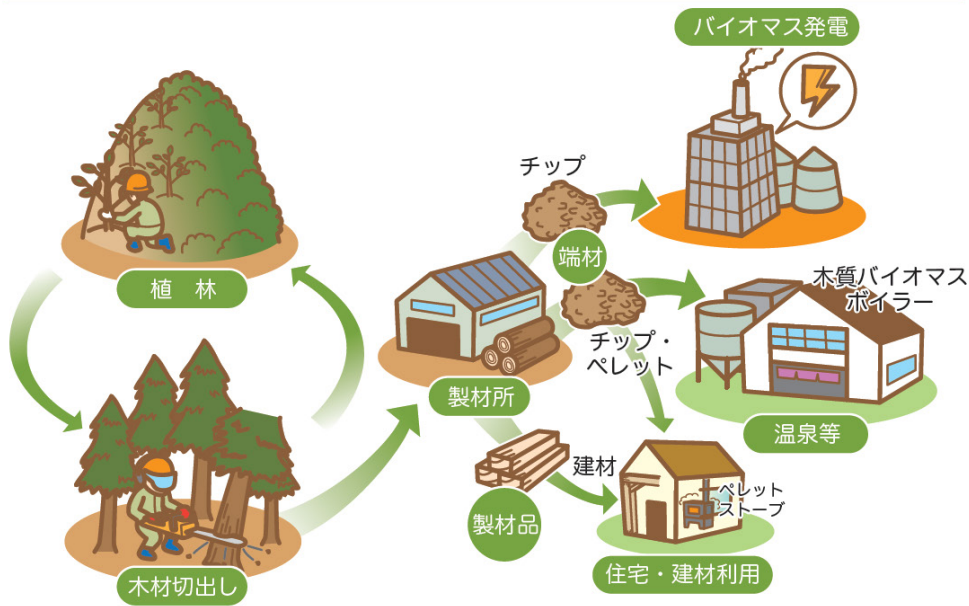 バイオマス発電
チップ
端材
植 林
木質バイオマス
ボイラー
チップ・
ペレット
製材所
温泉等
建材
ペレット
ストーブ
製材品
木材切出し
住宅・建材利用